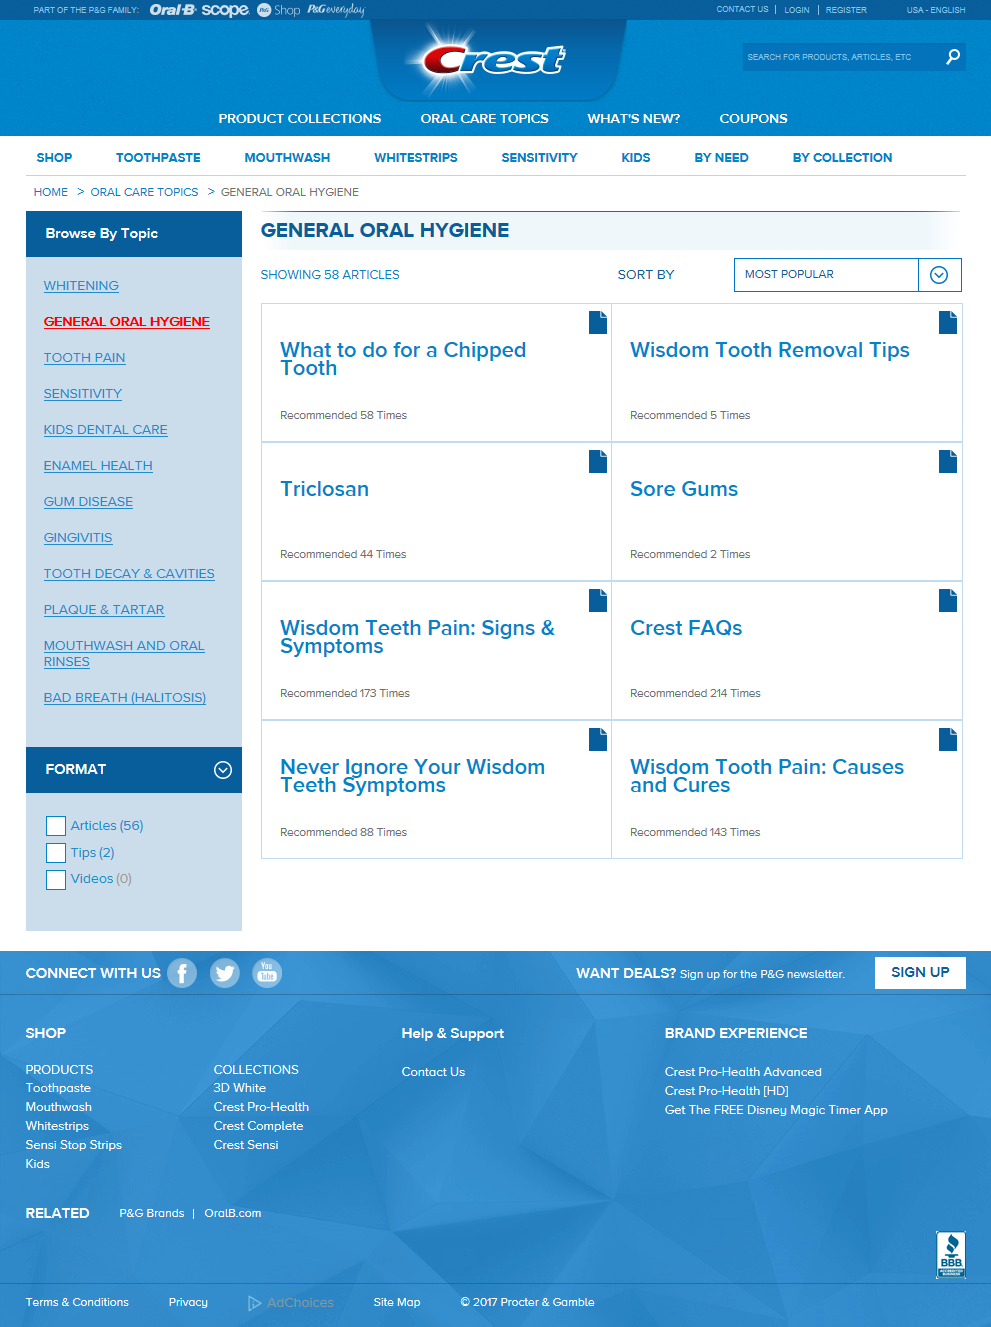 PART OF THE P&G FAMILY: Oral-B scope. P&G Shop P&G everyday
CONTACT US | LOGIN | REGISTER USA - ENGLISH
Crest
SEARCH FOR PRODUCTS, ARTICLES, ETC
PRODUCT COLLECTIONS ORAL CARE TOPICS WHAT'S NEW? COUPONS
SHOP TOOTHPASTE MOUTHWASH WHITESTRIPS SENSITIVITY KIDS BY NEED BY COLLECTION
HOME > ORAL CARE TOPICS > GENERAL ORAL HYGIENE
Browse By Topic
WHITENING
GENERAL ORAL HYGIENE
TOOTH PAIN
SENSITIVITY
KIDS DENTAL CARE
ENAMEL HEALTH
GUM DISEASE
GINGIVITIS
TOOTH DECAY & CAVITIES
PLAQUE & TARTAR
MOUTHWASH AND ORAL
RINSES
BAD BREATH (HALITOSIS)
FORMAT
Articles (56)
Tips (2)
Videos (0)
GENERAL ORAL HYGIENE
SHOWING 58 ARTICLES
SORT BY
MOST POPULAR
What to do for a Chipped
Tooth
Recommended 58 Times
Wisdom Tooth Removal Tips
Recommended 5 Times
Triclosan
Recommended 44 Times
Sore Gums
Recommended 2 Times
Wisdom Teeth Pain: Signs &
Symptoms
Recommended 173 Times
Crest FAQs
Recommended 214 Times
Never Ignore Your Wisdom
Teeth Symptoms
Recommended 88 Times
Wisdom Tooth Pain: Causes
and Cures
Recommended 143 Times
CONNECT WITH US f You Tube
WANT DEALS? Sign up for the P&G newsletter.
SIGN UP
SHOP
PRODUCTS
Toothpaste
Mouthwash
Whitestrips
Sensi Stop Strips
Kids
COLLECTIONS
3D White
Crest Pro-Health
Crest Complete
Crest Sensi
Help & Support
Contact Us
BRAND EXPERIENCE
Crest Pro-Health Advanced
Crest Pro-Health [HD]
Get The FREE Disney Magic Timer App
RELATED P&G Brands | OralB.com
BBB
ACCREDITED
BUSINESS
Terms & Conditions Privacy AdChoices Site Map © 2017 Procter & Gamble